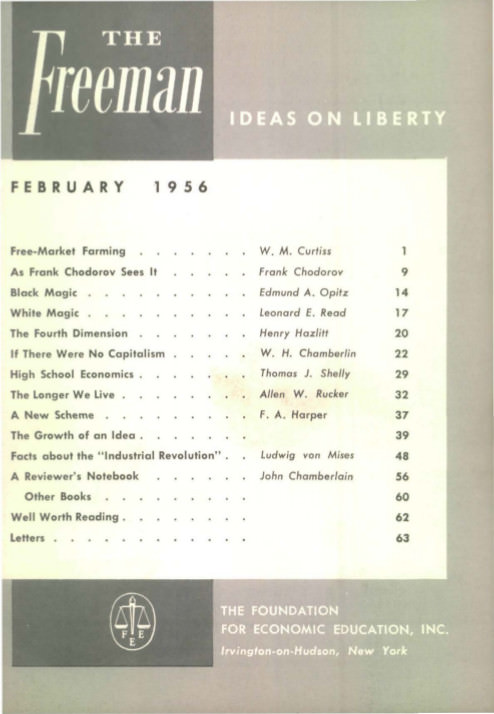 THE
Freeman
IDEAS ON LIBERTY
FEBRUARY 1956
Free-Market Farming . . . . . . . W. M. Curtiss 1
As Frank Chodorov Sees It . . . . . Frank Chodorov 9
Black Magic . . . . . . . . . . Edmund A. Opitz 14
White Magic . . . . . . . . . . Leonard E. Read 17
The Fourth Dimension . . . . . . . Henry Hazlitt 20
If There Were No Capitalism . . . . . W. H. Chamberlin 22
High School Economics . . . . . . . Thomas J. Shelly 29
The Longer We Live . . . . . . . . Allen W. Rucker 32
A New Scheme . . . . . . . . . F. A. Harper 37
The Growth of an Idea . . . . . . . 39
Facts about the "Industrial Revolution" . . Ludwig von Mises 48
A Reviewer's Notebook . . . . . . John Chamberlain 56
Other Books . . . . . . . . . 60
Well Worth Reading . . . . . . . . 62
Letters . . . . . . . . . . . . 63
F E E
THE FOUNDATION
FOR ECONOMIC EDUCATION, INC.
Irvington-on-Hudson, New York